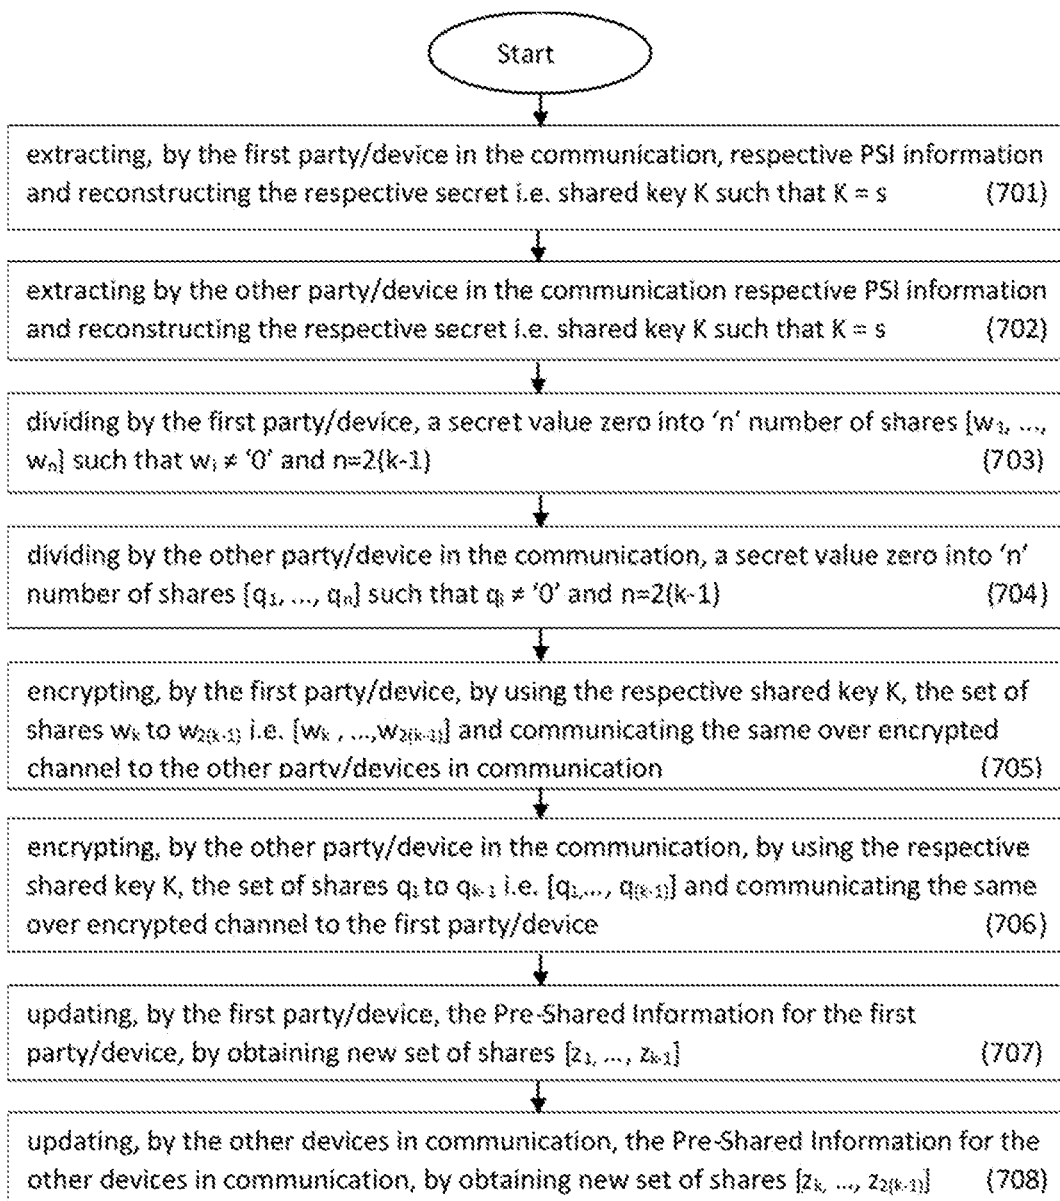 Start
extracting, by the first party/device in the communication, respective PSI information
and reconstructing the respective secret i.e. shared key K such that K = s (701)
extracting by the other party/device in the communication respective PSI information
and reconstructing the respective secret i.e. shared key K such that K = s (702)
dividing by the first party/device, a secret value zero into ‘n’ number of shares [w₁, ...,
wₙ] such that wᵢ ≠ ‘0’ and n=2(k-1) (703)
dividing by the other party/device in the communication, a secret value zero into ‘n’
number of shares [q₁, ..., qₙ] such that qᵢ ≠ ‘0’ and n=2(k-1) (704)
encrypting, by the first party/device, by using the respective shared key K, the set of
shares wₖ to w₂₍ₖ₋₁₎ i.e. [wₖ , ...,w₂₍ₖ₋₁₎] and communicating the same over encrypted
channel to the other party/devices in communication (705)
encrypting, by the other party/device in the communication, by using the respective
shared key K, the set of shares q₁ to qₖ₋₁ i.e. [q₁,..., q₍ₖ₋₁₎] and communicating the same
over encrypted channel to the first party/device (706)
updating, by the first party/device, the Pre-Shared Information for the first
party/device, by obtaining new set of shares [z₁, ..., zₖ₋₁] (707)
updating, by the other devices in communication, the Pre-Shared Information for the
other devices in communication, by obtaining new set of shares [zₖ, ..., z₂₍ₖ₋₁₎] (708)